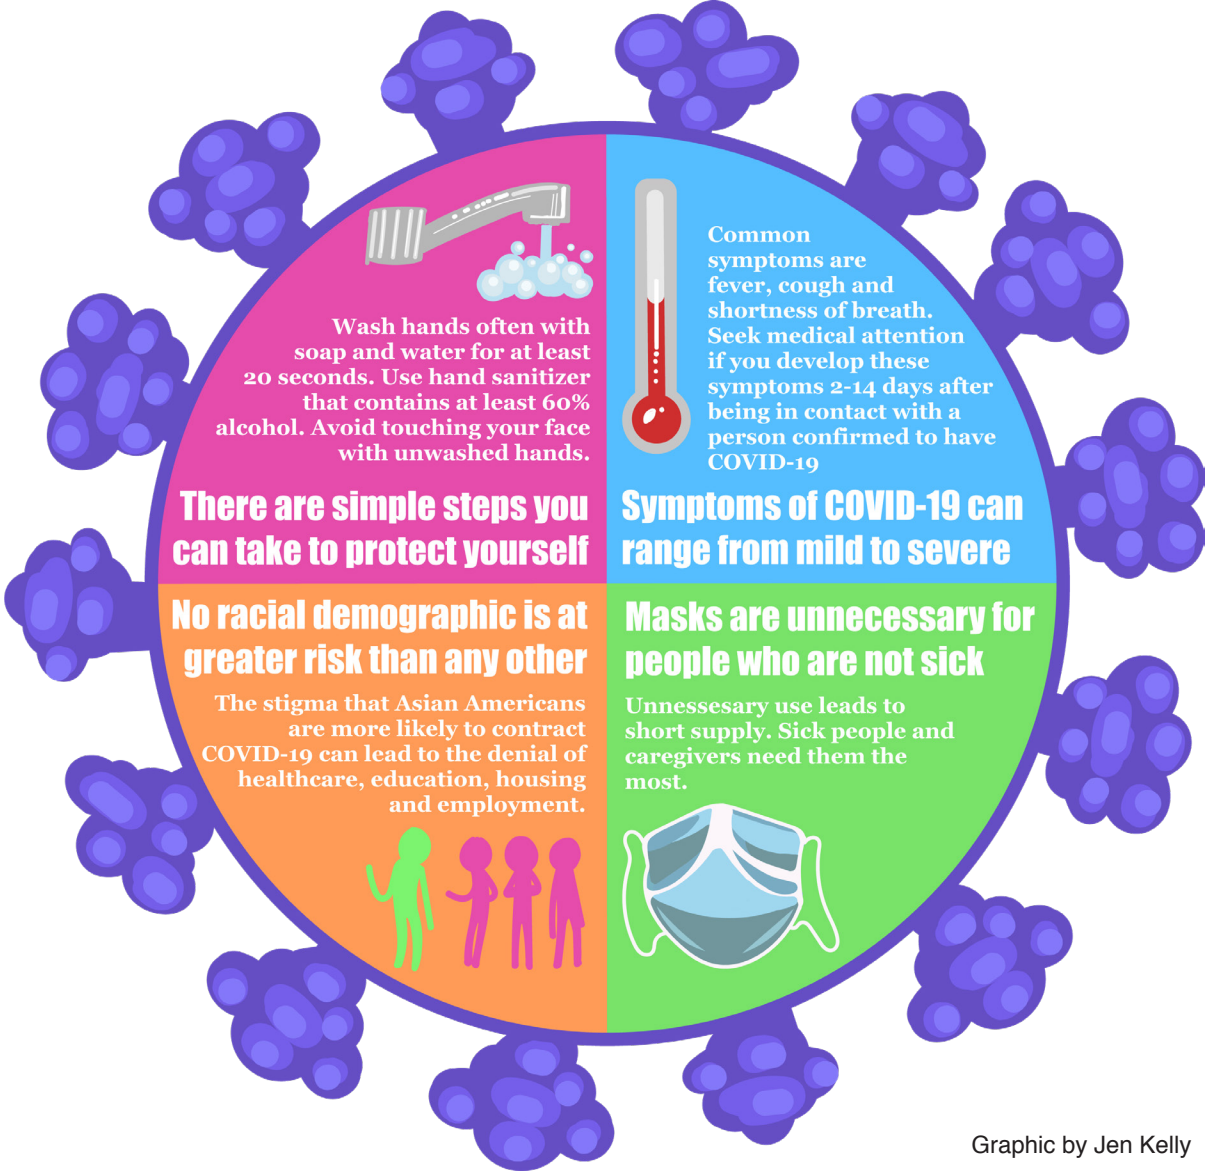 Wash hands often with
soap and water for at least
20 seconds. Use hand sanitizer
that contains at least 60%
alcohol. Avoid touching your face
with unwashed hands.
There are simple steps you
can take to protect yourself
Common
symptoms are
fever, cough and
shortness of breath.
Seek medical attention
if you develop these
symptoms 2-14 days after
being in contact with a
person confirmed to have
COVID-19
Symptoms of COVID-19 can
range from mild to severe
No racial demographic is at
greater risk than any other
The stigma that Asian Americans
are more likely to contract
COVID-19 can lead to the denial of
healthcare, education, housing
and employment.
Masks are unnecessary for
people who are not sick
Unnessesary use leads to
short supply. Sick people and
caregivers need them the
most.
Graphic by Jen Kelly